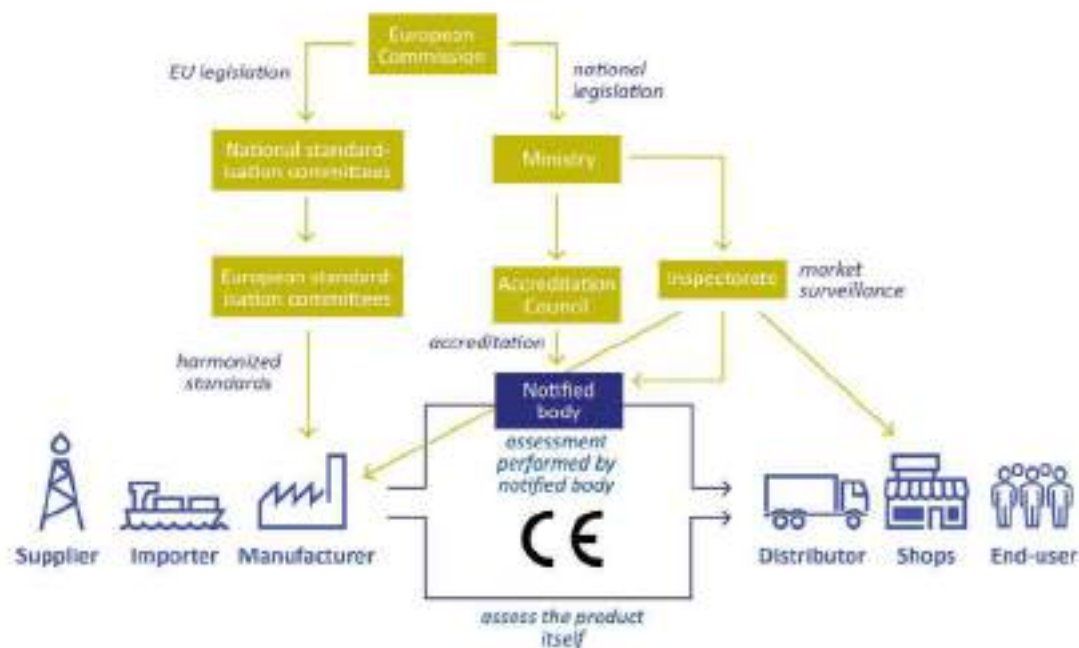 European
Commission
EU legislation
national
legislation
National standard-
isation committees
Ministry
European standard-
isation committees
Accreditation
Council
Inspectorate
market
surveillance
accreditation
harmonized
standards
Notified
body
assessment
performed by
notified body
CE
Supplier
Importer
Manufacturer
Distributor
Shops
End-user
assess the product
itself